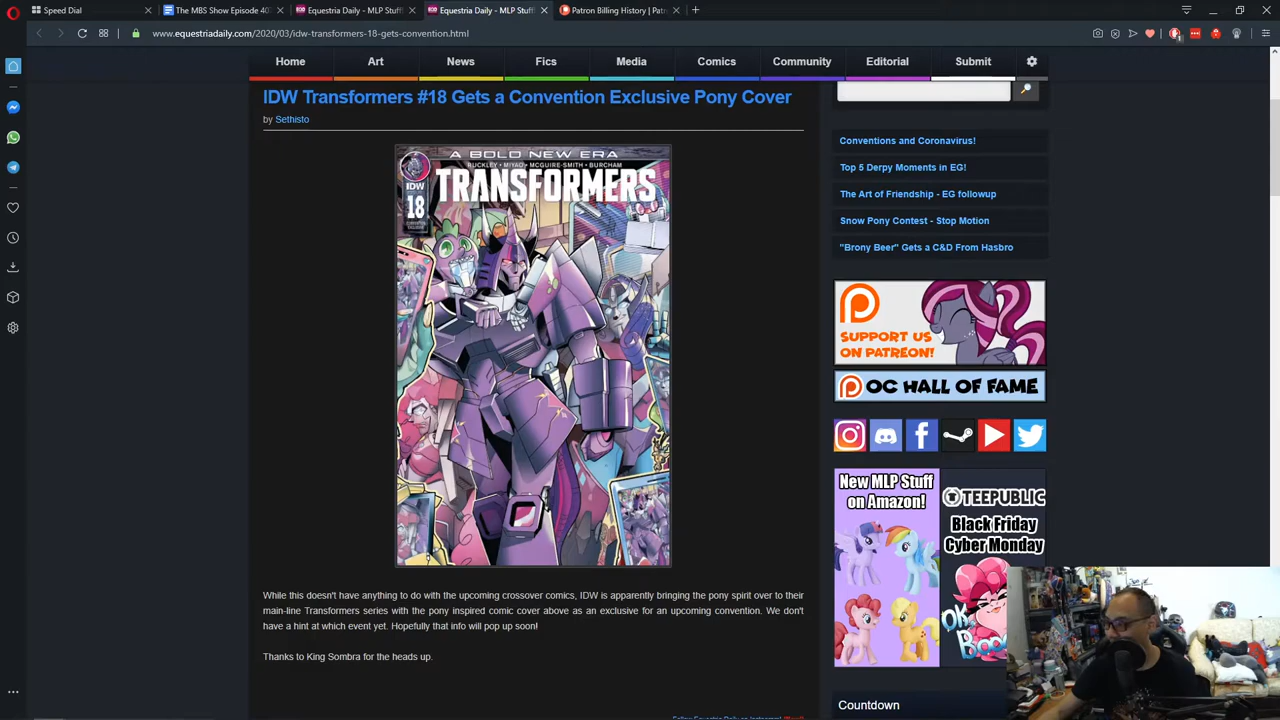 Speed Dial
The MBS Show Episode 40
Equestria Daily - MLP Stuff
Equestria Daily - MLP Stuff
Patron Billing History | Pat
www.equestriadaily.com/2020/03/idw-transformers-18-gets-convention.html
Home
Art
News
Fics
Media
Comics
Community
Editorial
Submit
IDW Transformers #18 Gets a Convention Exclusive Pony Cover
by Sethisto
A BOLD NEW ERA
RUCKLEY • MIYAO • MCGUIRE-SMITH • BURCHAM
TRANSFORMERS
IDW
18
While this doesn't have anything to do with the upcoming crossover comics, IDW is apparently bringing the pony spirit over to their
main-line Transformers series with the pony inspired comic cover above as an exclusive for an upcoming convention. We don't
have a hint at which event yet. Hopefully that info will pop up soon!
Thanks to King Sombra for the heads up.
Conventions and Coronavirus!
Top 5 Derpy Moments in EG!
The Art of Friendship - EG followup
Snow Pony Contest - Stop Motion
"Brony Beer" Gets a C&D From Hasbro
SUPPORT US
ON PATREON!
OC HALL OF FAME
New MLP Stuff
on Amazon!
TEEPUBLIC
Black Friday
Cyber Monday
OK
Countdown